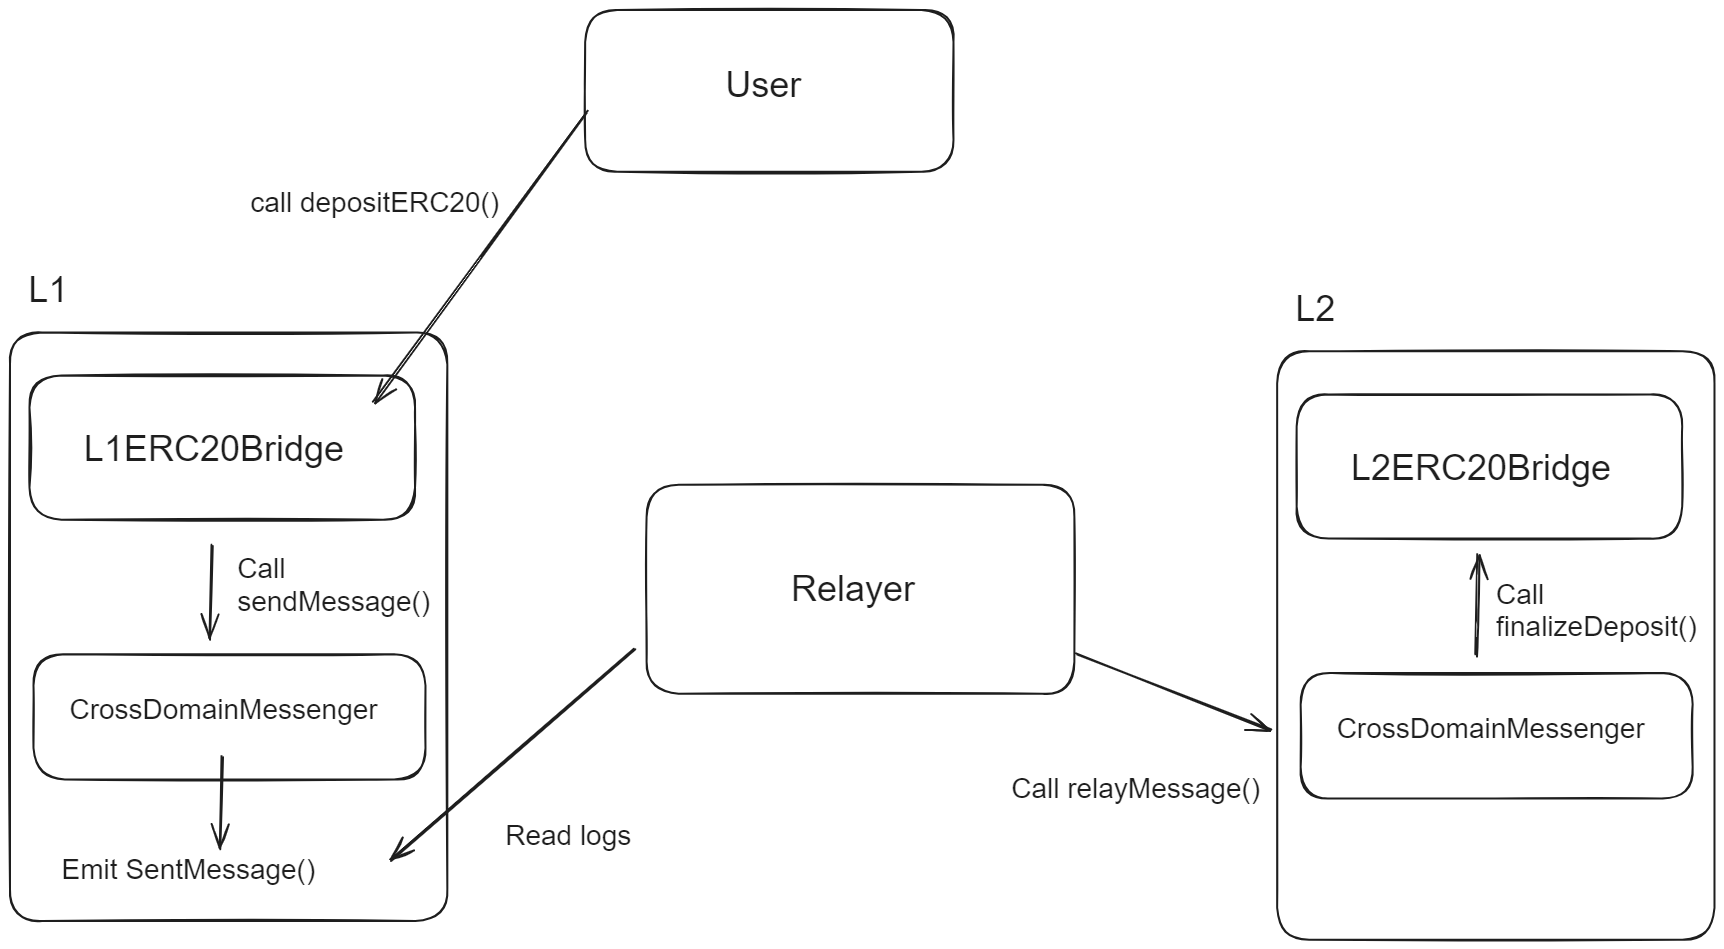 User
call depositERC20()
L1
L2
L1ERC20Bridge
L2ERC20Bridge
Call
sendMessage()
Relayer
Call
finalizeDeposit()
CrossDomainMessenger
CrossDomainMessenger
Call relayMessage()
Read logs
Emit SentMessage()